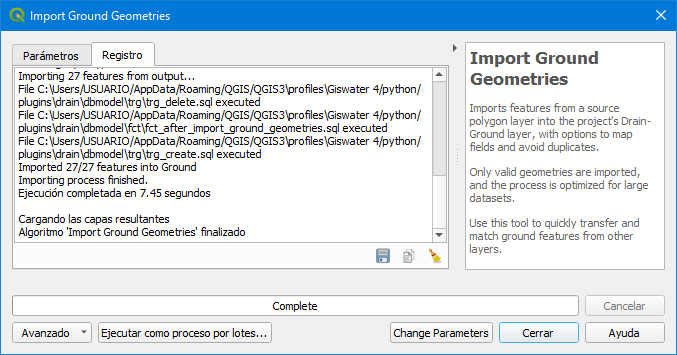 Import Ground Geometries
Parámetros
Registro
Importing 27 features from output...
File C:\Users/USUARIO/AppData/Roaming/QGIS/QGIS3\profiles\Giswater 4/python/
plugins\drain\dbmodel\trg\trg_delete.sql executed
File C:\Users/USUARIO/AppData/Roaming/QGIS/QGIS3\profiles\Giswater 4/python/
plugins\drain\dbmodel\fct\fct_after_import_ground_geometries.sql executed
File C:\Users/USUARIO/AppData/Roaming/QGIS/QGIS3\profiles\Giswater 4/python/
plugins\drain\dbmodel\trg\trg_create.sql executed
Imported 27/27 features into Ground
Importing process finished.
Ejecución completada en 7.45 segundos
Cargando las capas resultantes
Algoritmo 'Import Ground Geometries' finalizado
Import Ground
Geometries
Imports features from a source
polygon layer into the project's Drain-
Ground layer, with options to map
fields and avoid duplicates.
Only valid geometries are imported,
and the process is optimized for large
datasets.
Use this tool to quickly transfer and
match ground features from other
layers.
Complete
Cancelar
Avanzado
Ejecutar como proceso por lotes...
Change Parameters
Cerrar
Ayuda